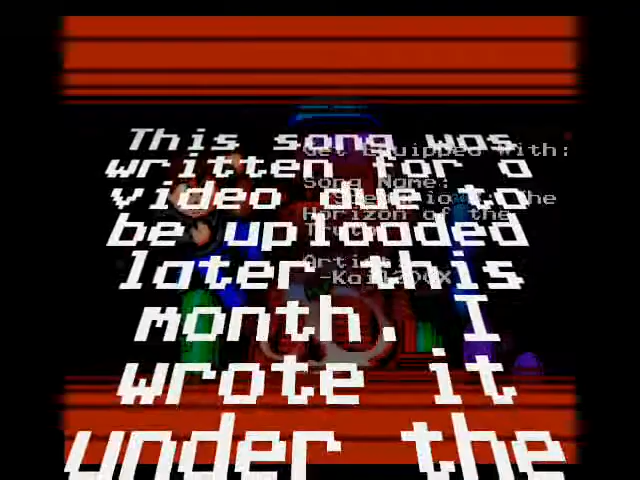 This song was
written for a
video due to
be uploaded
later this
month. I
wrote it
under the
Get Equipped With:
Song Name:
the
Horizon of the
Artist